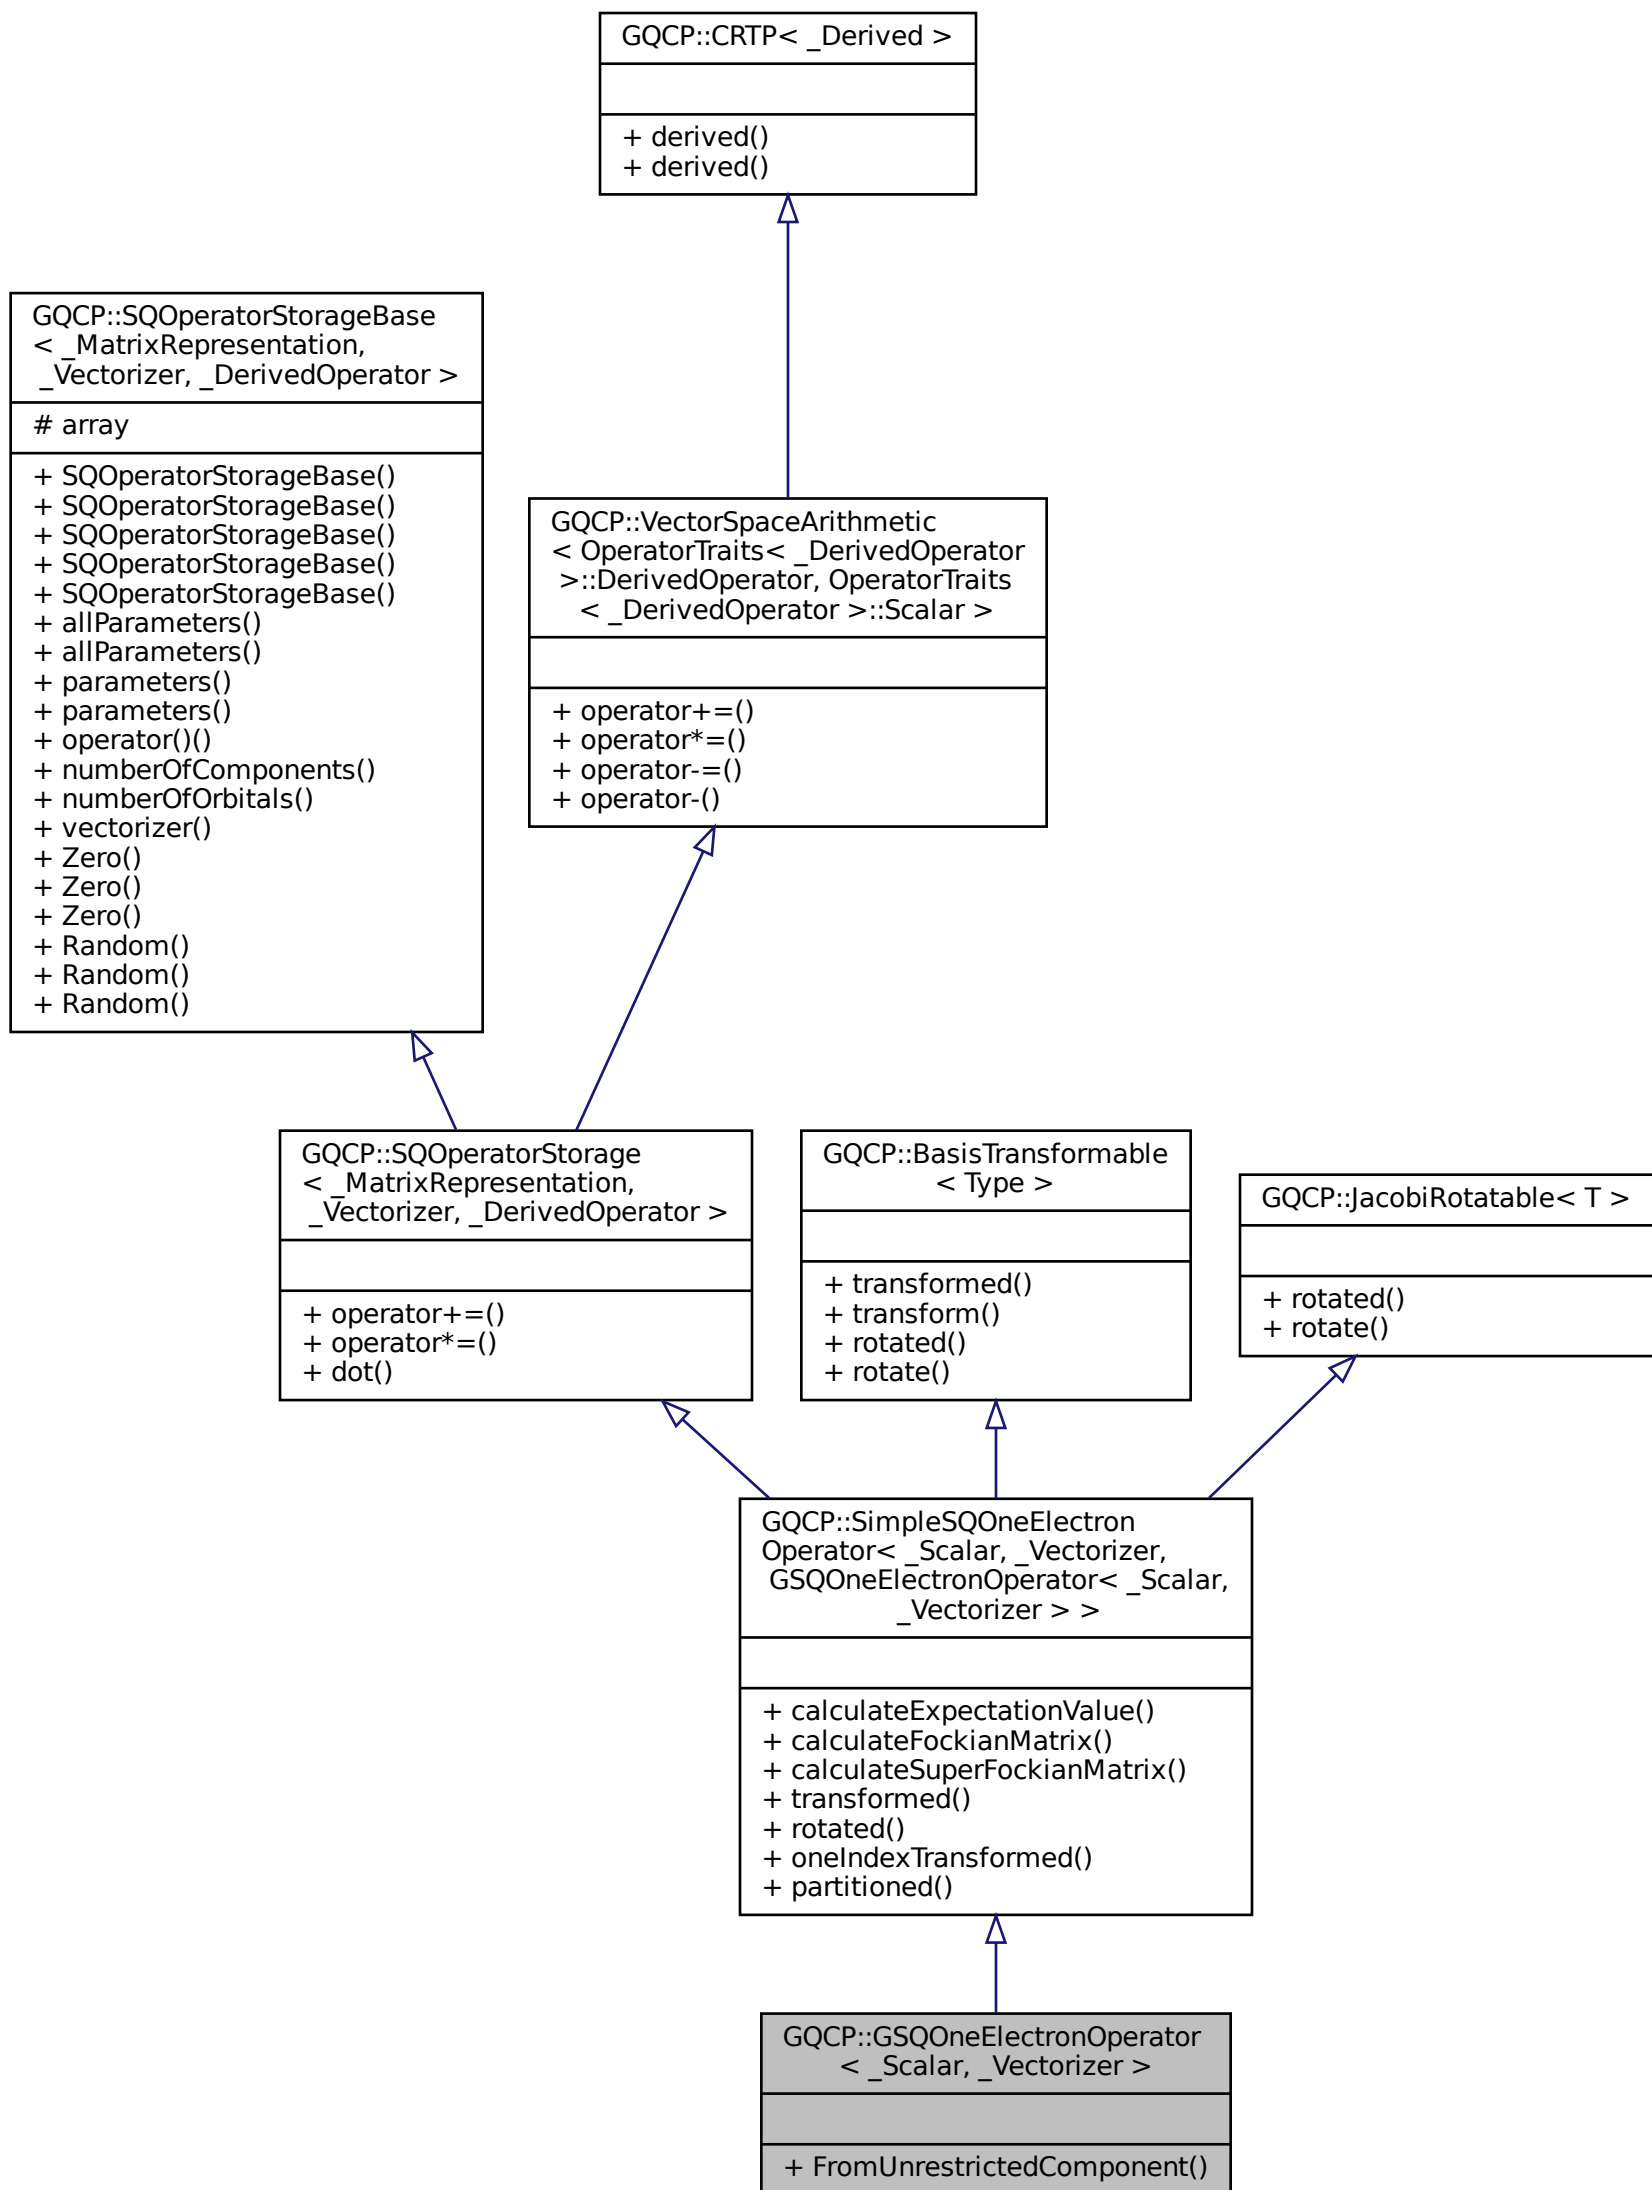 GQCP::CRTP< _Derived >
+ derived()
+ derived()
GQCP::SQOperatorStorageBase
< _MatrixRepresentation,
_Vectorizer, _DerivedOperator >
# array
+ SQOperatorStorageBase()
+ SQOperatorStorageBase()
+ SQOperatorStorageBase()
+ SQOperatorStorageBase()
+ SQOperatorStorageBase()
+ allParameters()
+ allParameters()
+ parameters()
+ parameters()
+ operator()()
+ numberOfComponents()
+ numberOfOrbitals()
+ vectorizer()
+ Zero()
+ Zero()
+ Zero()
+ Random()
+ Random()
+ Random()
GQCP::VectorSpaceArithmetic
< OperatorTraits< _DerivedOperator
>::DerivedOperator, OperatorTraits
< _DerivedOperator >::Scalar >
+ operator+=()
+ operator*=()
+ operator-=()
+ operator-()
GQCP::SQOperatorStorage
< _MatrixRepresentation,
_Vectorizer, _DerivedOperator >
+ operator+=()
+ operator*=()
+ dot()
GQCP::BasisTransformable
< Type >
+ transformed()
+ transform()
+ rotated()
+ rotate()
GQCP::JacobiRotatable< T >
+ rotated()
+ rotate()
GQCP::SimpleSQOneElectron
Operator< _Scalar, _Vectorizer,
GSQOneElectronOperator< _Scalar,
_Vectorizer > >
+ calculateExpectationValue()
+ calculateFockianMatrix()
+ calculateSuperFockianMatrix()
+ transformed()
+ rotated()
+ oneIndexTransformed()
+ partitioned()
GQCP::GSQOneElectronOperator
< _Scalar, _Vectorizer >
+ FromUnrestrictedComponent()